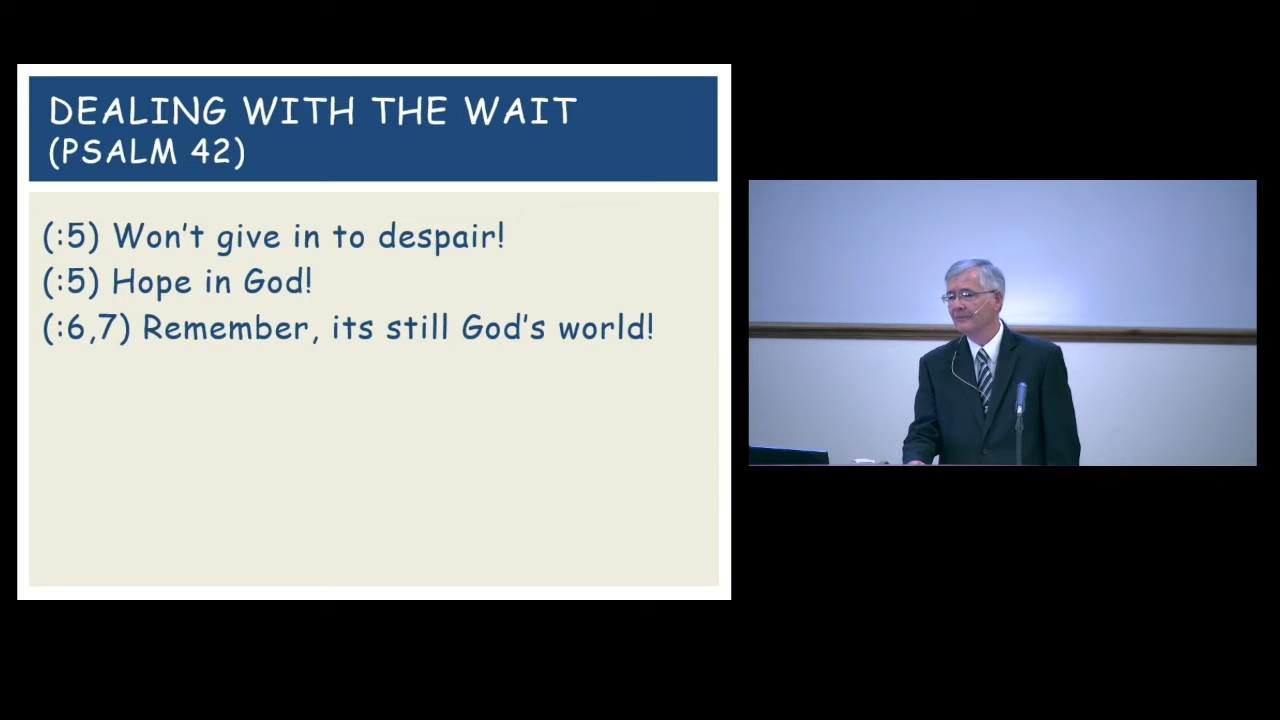 DEALING WITH THE WAIT
(PSALM 42)
(:5) Won't give in to despair!
(:5) Hope in God!
(:6,7) Remember, its still God's world!